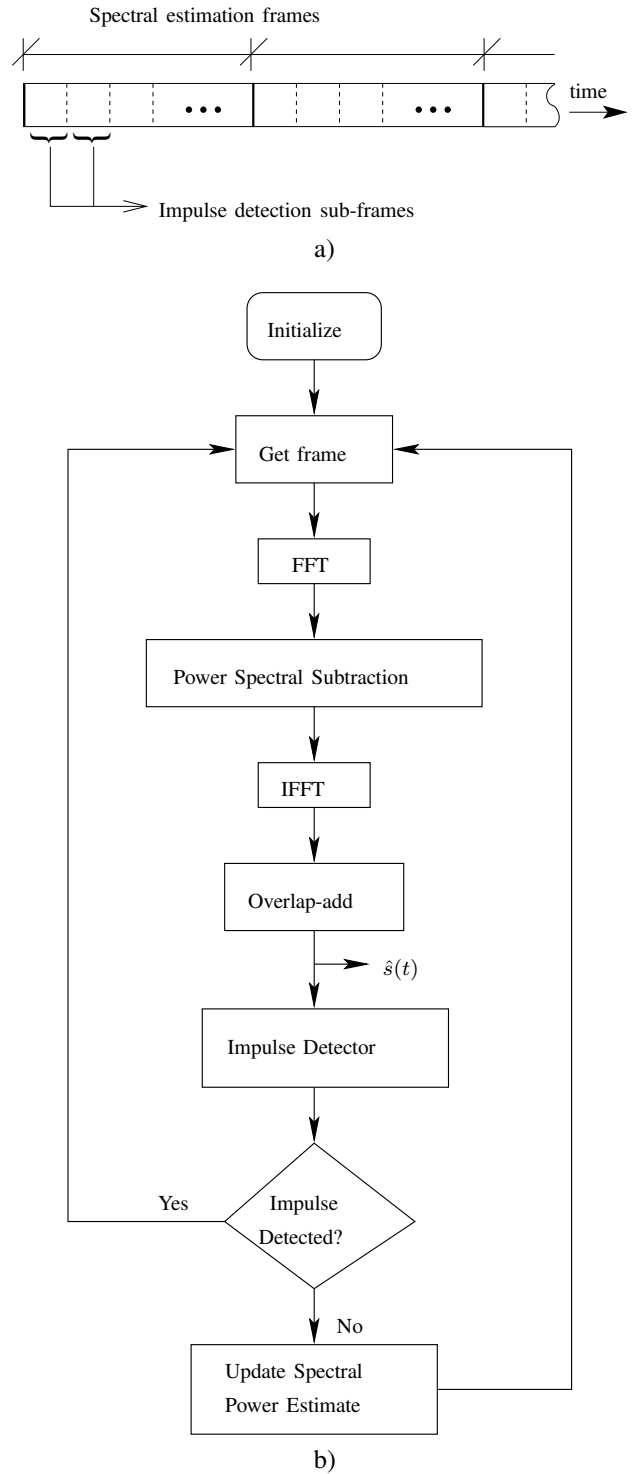 Spectral estimation frames
time
Impulse detection sub-frames
a)
Initialize
Get frame
FFT
Power Spectral Subtraction
IFFT
Overlap-add
ŝ(t)
Impulse Detector
Yes
Impulse
Detected?
No
Update Spectral
Power Estimate
b)